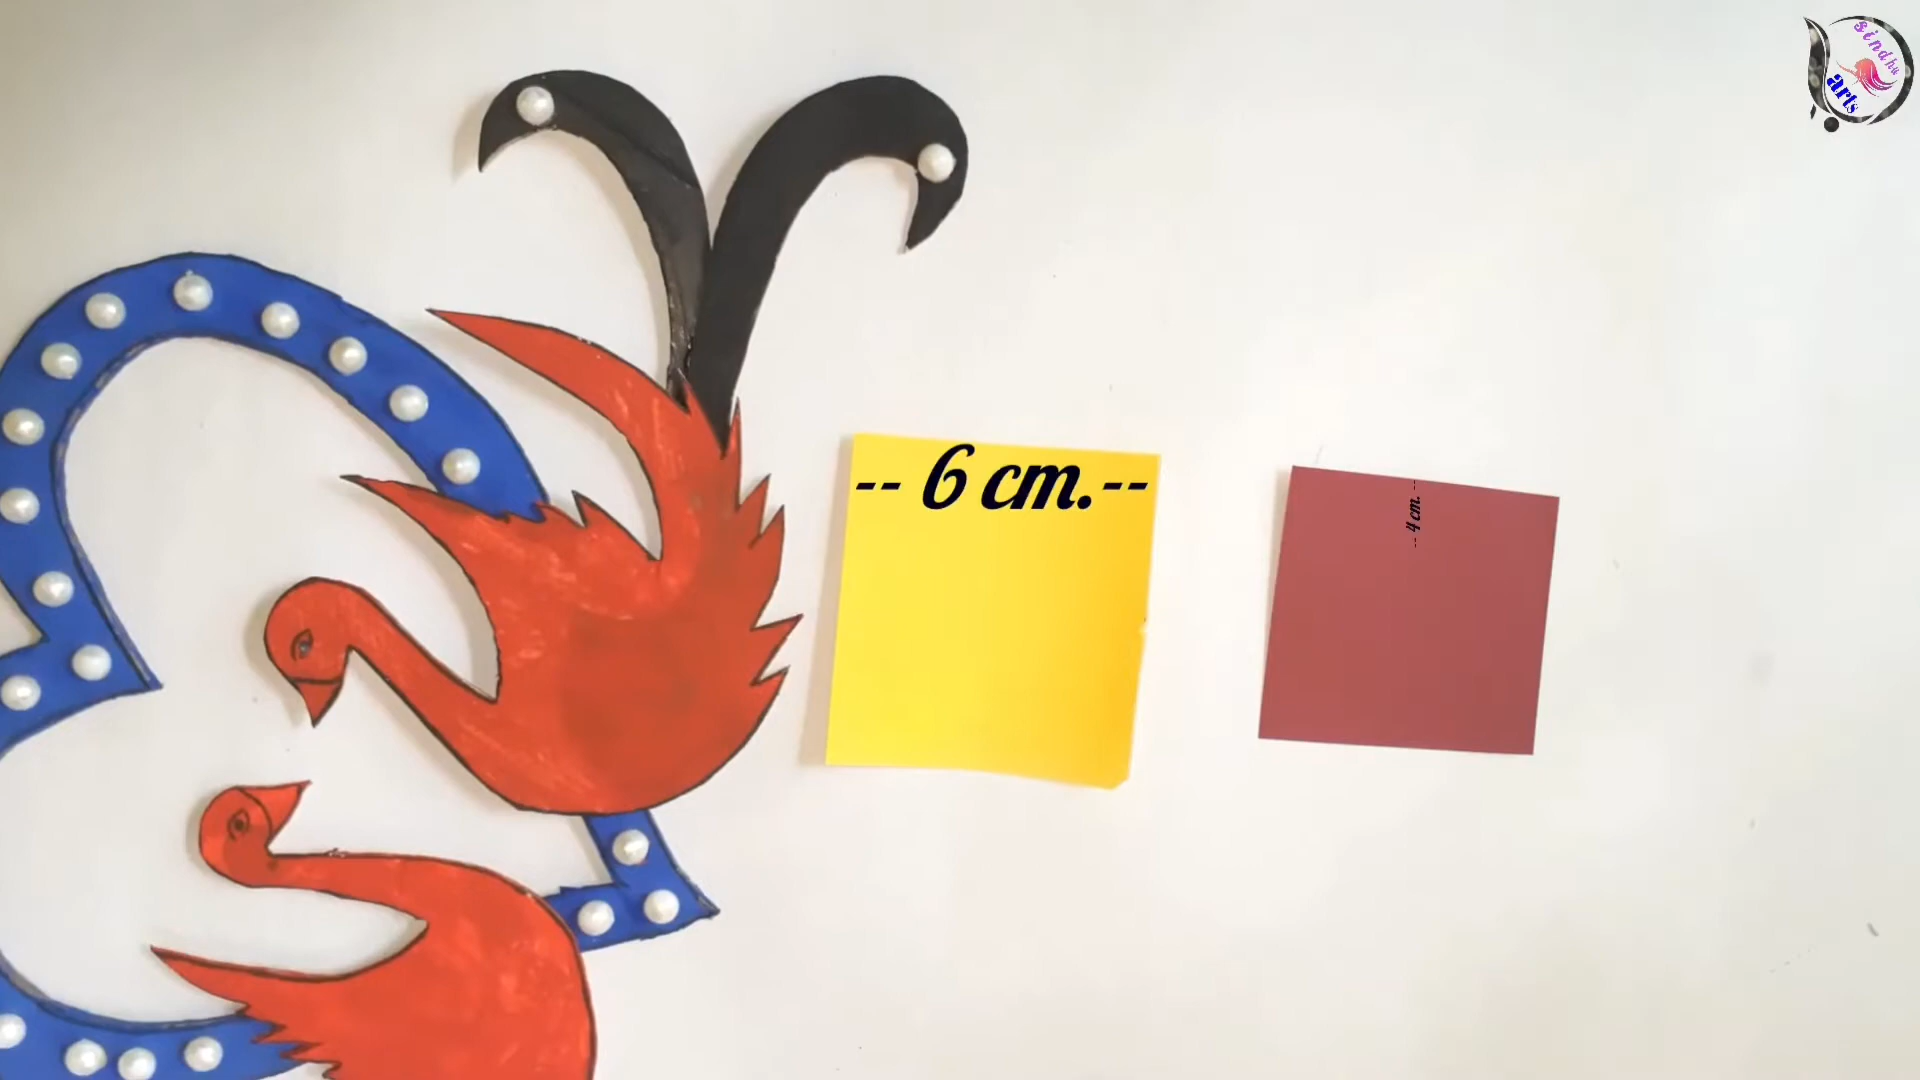 sindhu
arts
-- 6 cm.--
-- 4 cm. --